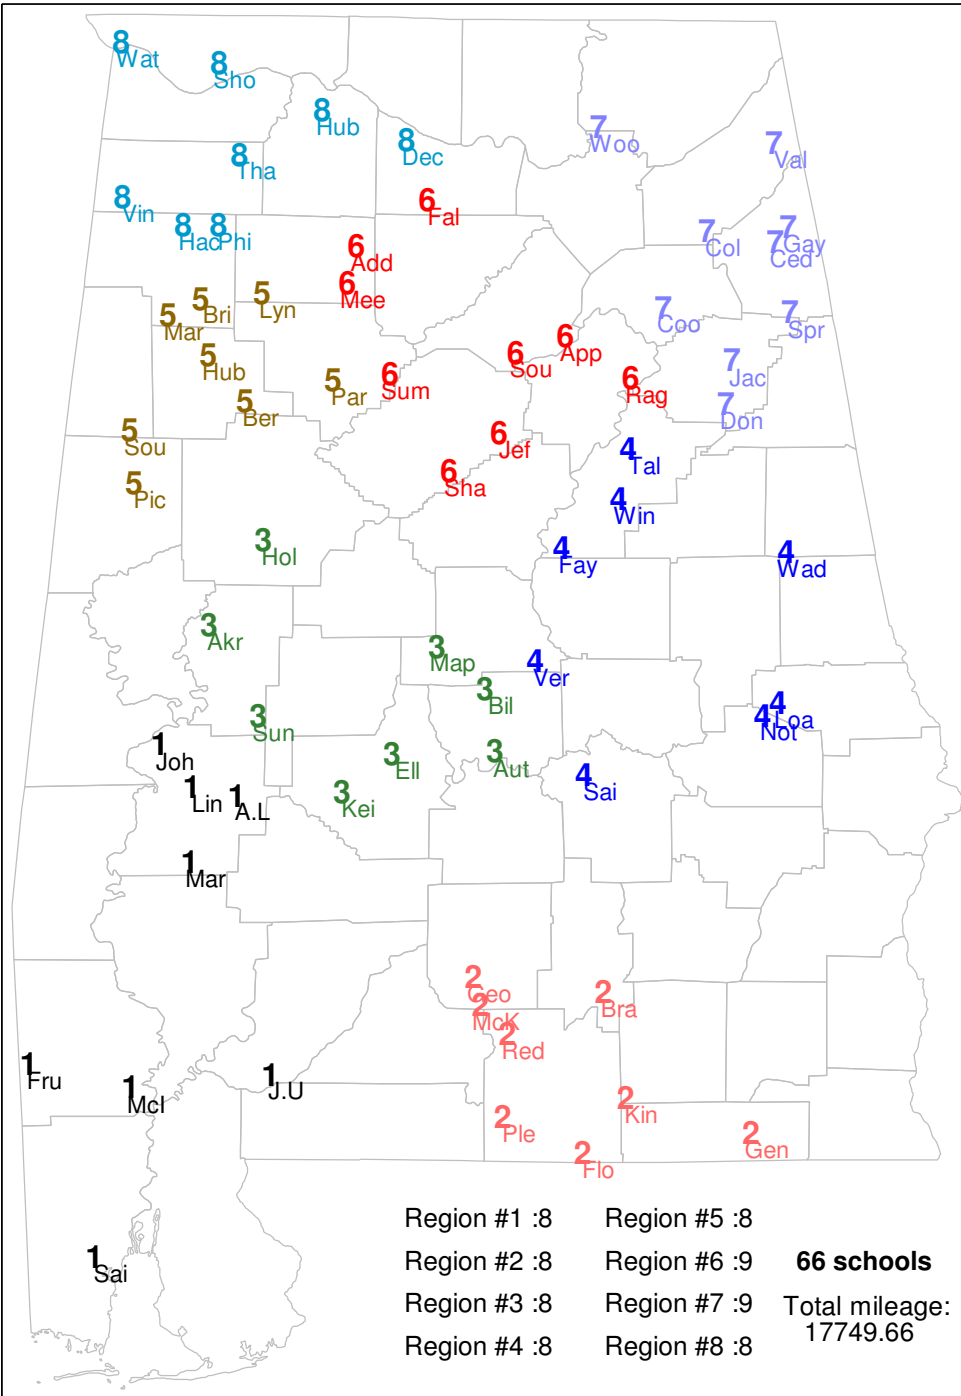 8
Wat
8
Sho
8
Hub
7
Woo
8
Dec
7
Val
8
Tha
8
Vin
6
Fal
8
Hac
8
Phi
7
Col
7
Gay
7
Ced
6
Add
6
Mee
5
Lyn
5
Bri
5
Mar
7
Coo
7
Spr
6
App
6
Sou
5
Hub
7
Jac
6
Sum
5
Par
6
Rag
5
Ber
7
Don
5
Sou
6
Jef
4
Tal
6
Sha
5
Pic
4
Win
3
Hol
4
Fay
4
Wad
3
Akr
3
Map
4
Ver
3
Bil
4
Loa
4
Not
3
Sun
1
Joh
3
Ell
3
Aut
4
Sai
1
Lin
1
A.L
3
Kei
1
Mar
2
Geo
2
McK
2
Bra
2
Red
1
Fru
1
McI
1
J.U
2
Kin
2
Ple
2
Gen
2
Flo
1
Sai
Region #1 :8
Region #2 :8
Region #3 :8
Region #4 :8
Region #5 :8
Region #6 :9
Region #7 :9
Region #8 :8
66 schools
Total mileage:
17749.66